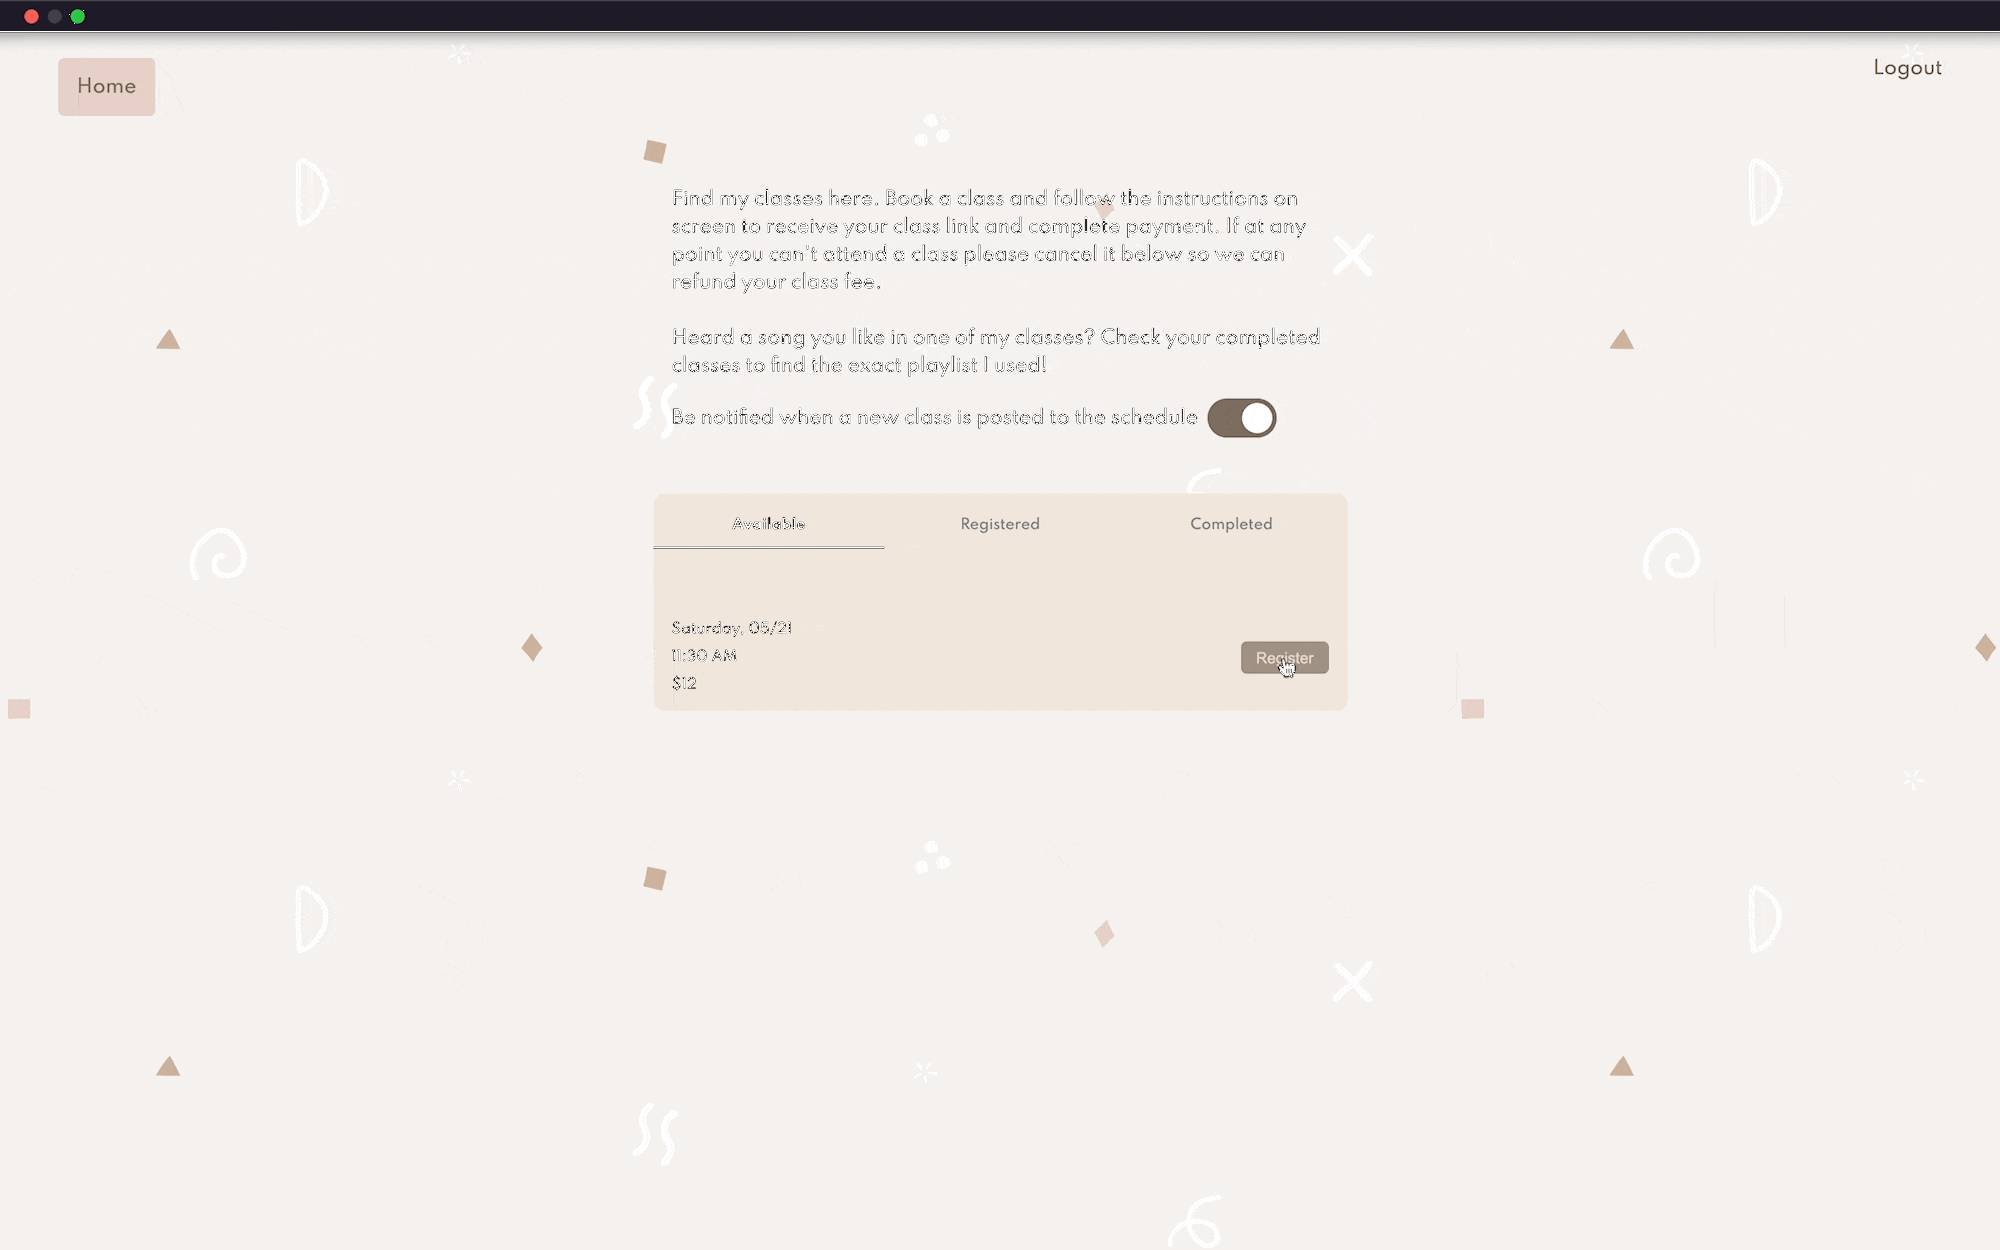 Home
Logout
Find my classes here. Book a class and follow the instructions on
screen to receive your class link and complete payment. If at any
point you can't attend a class please cancel it below so we can
refund your class fee.
Heard a song you like in one of my classes? Check your completed
classes to find the exact playlist I used!
Be notified when a new class is posted to the schedule
Available
Registered
Completed
Saturday, 05/21
11:30 AM
$12
Register